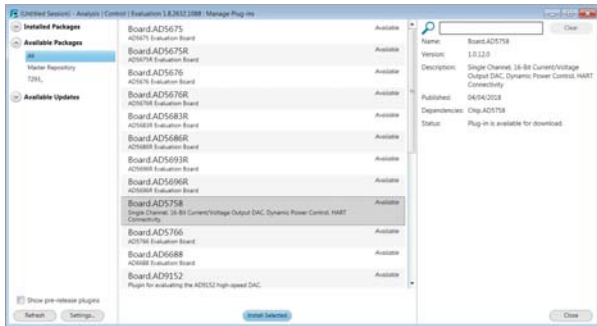 (Untitled Session) - Analysis | Control | Evaluation 1.8.2632.1088 : Manage Plug-ins
Installed Packages
Available Packages
All
Master Repository
Available Updates
Show pre-release plugins
Refresh
Settings...
Board.AD5675
AD5675 Evaluation Board
Available
Board.AD5675R
AD5675R Evaluation Board
Available
Board.AD5676
AD5676 Evaluation Board
Available
Board.AD5676R
AD5676R Evaluation Board
Available
Board.AD5683R
AD5683R Evaluation Board
Available
Board.AD5686R
AD5686R Evaluation Board
Available
Board.AD5693R
AD5693R Evaluation Board
Available
Board.AD5696R
AD5696R Evaluation Board
Available
Board.AD5758
Single Channel, 16-Bit Current/Voltage Output DAC, Dynamic Power Control, HART
Connectivity.
Available
Board.AD5766
AD5766 Evaluation Board
Available
Board.AD6688
AD6688 Evaluation Board
Available
Board.AD9152
Plugin for evaluating the AD9152 high-speed DAC.
Available
Install Selected
Clear
Name: Board.AD5758
Version: 1.0.12.0
Description: Single Channel, 16-Bit Current/Voltage
Output DAC, Dynamic Power Control, HART
Connectivity
Published: 04/04/2018
Dependencies: Chip.AD5758
Status: Plug-in is available for download.
Close